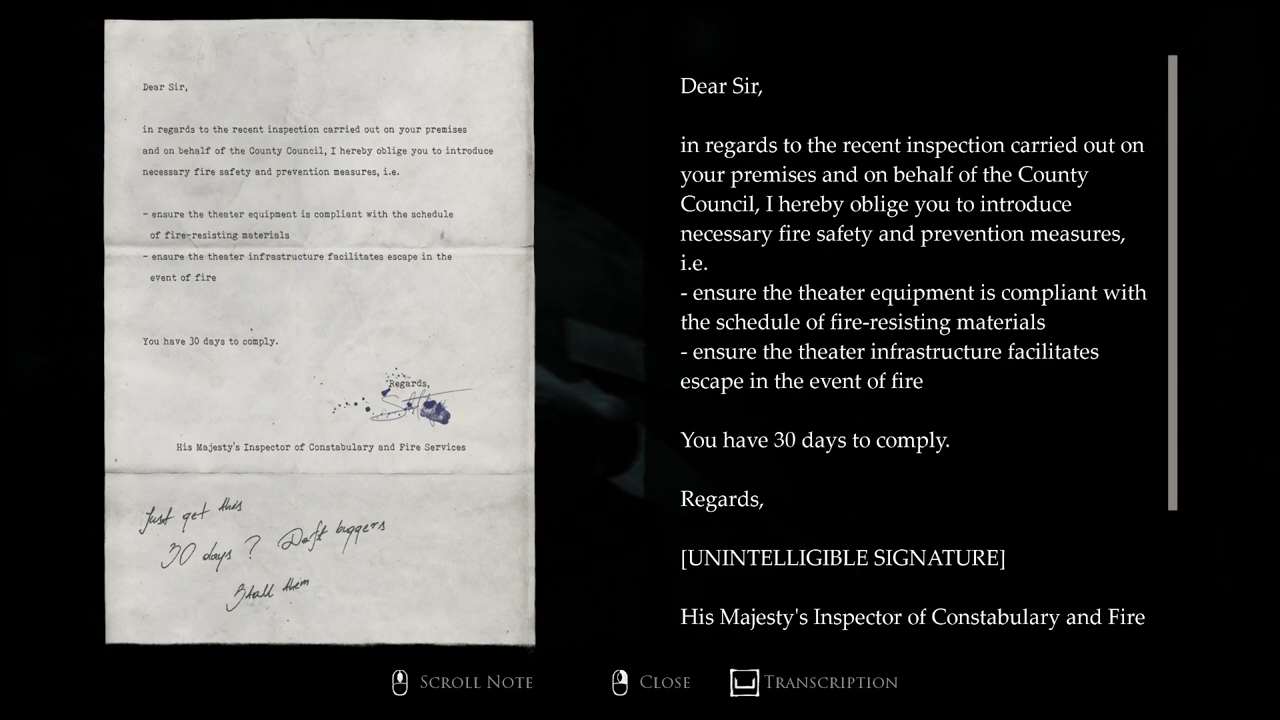 Dear Sir,
in regards to the recent inspection carried out on your premises
and on behalf of the County Council, I hereby oblige you to introduce
necessary fire safety and prevention measures, i.e.
- ensure the theater equipment is compliant with the schedule
of fire-resisting materials
- ensure the theater infrastructure facilitates escape in the
event of fire
You have 30 days to comply.
Regards,
His Majesty's Inspector of Constabulary and Fire Services
Just get this
30 days? Daft buggers
Stall them
Dear Sir,
in regards to the recent inspection carried out on
your premises and on behalf of the County
Council, I hereby oblige you to introduce
necessary fire safety and prevention measures,
i.e.
- ensure the theater equipment is compliant with
the schedule of fire-resisting materials
- ensure the theater infrastructure facilitates
escape in the event of fire
You have 30 days to comply.
Regards,
[UNINTELLIGIBLE SIGNATURE]
His Majesty's Inspector of Constabulary and Fire
SCROLL NOTE
CLOSE
TRANSCRIPTION